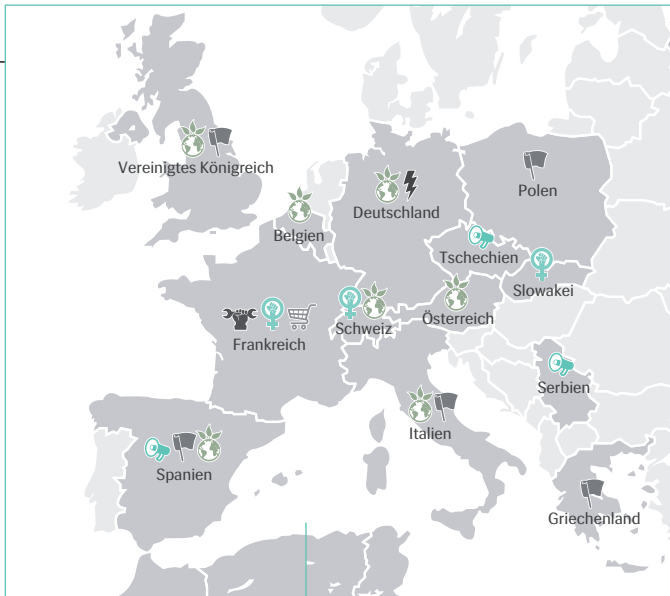 Vereinigtes Königreich
Polen
Deutschland
Belgien
Tschechien
Slowakei
Österreich
Schweiz
Frankreich
Serbien
Italien
Spanien
Griechenland